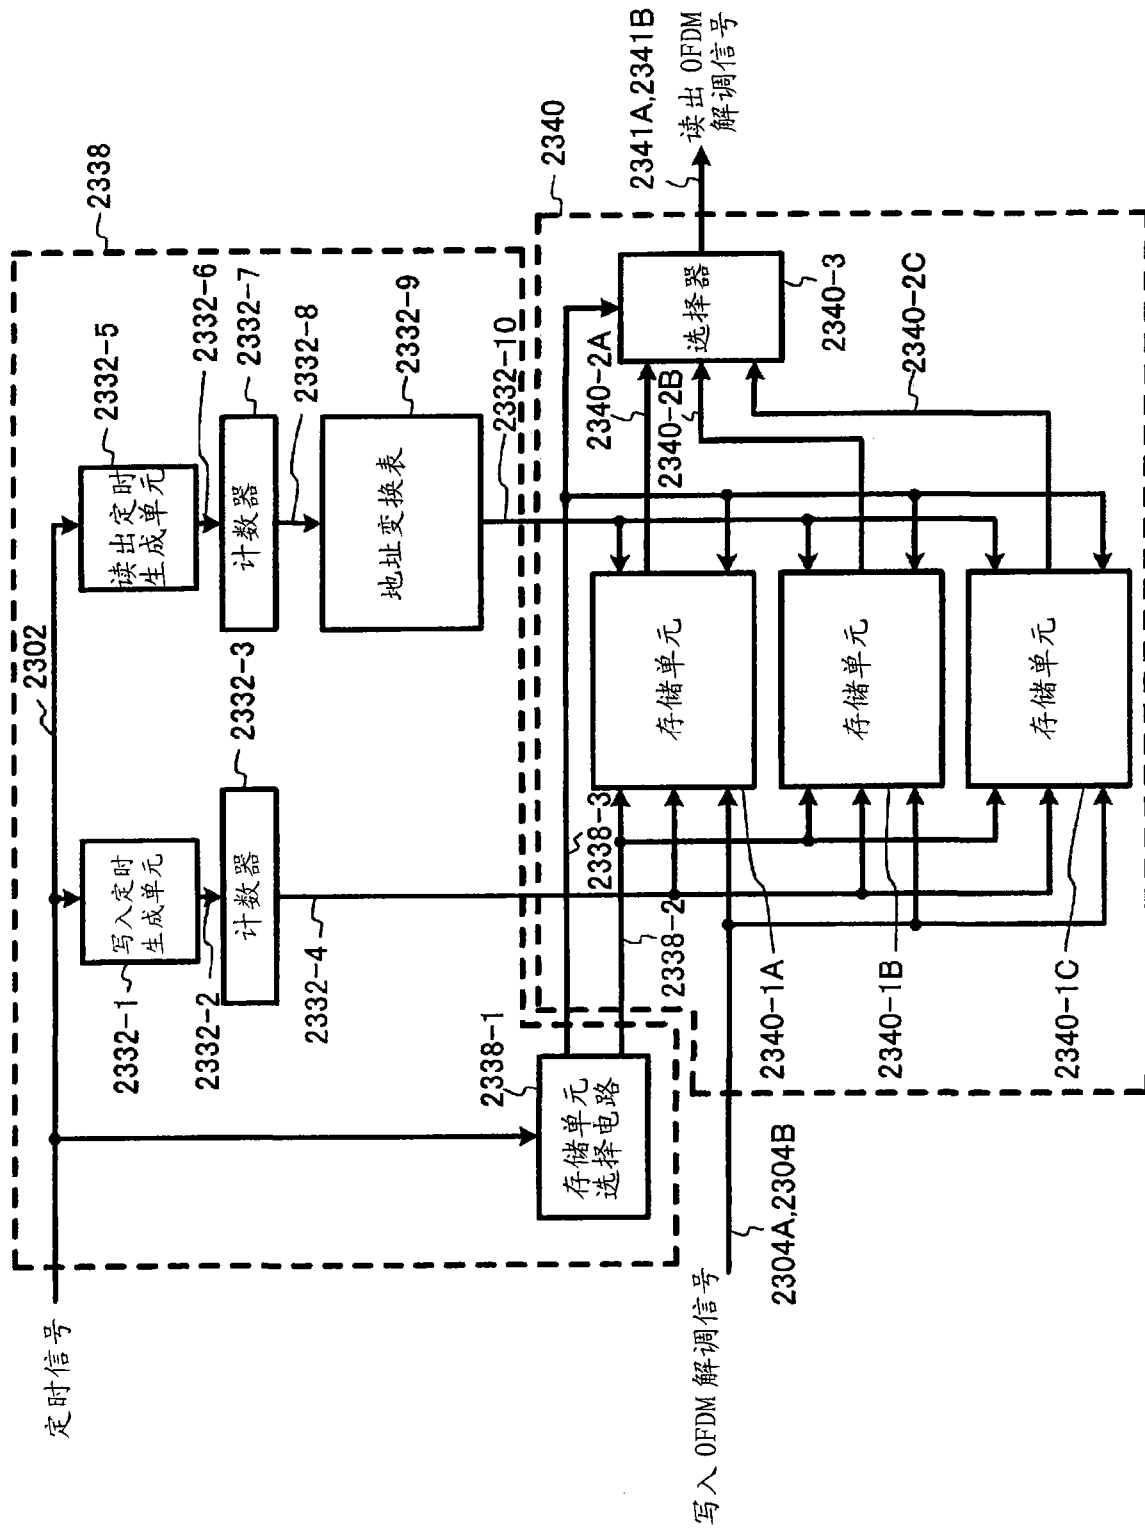 定时信号
2302
2338
写入定时
生成单元
2332-1
2332-2
计数器
2332-3
2332-4
读出定时
生成单元
2332-5
2332-6
计数器
2332-7
2332-8
地址变换表
2332-9
2332-10
存储单元
选择电路
2338-1
2338-2
2338-3
2340
写入 OFDM 解调信号
2304A,2304B
存储单元
2340-1A
存储单元
2340-1B
存储单元
2340-1C
2340-2A
2340-2B
2340-2C
选择器
2340-3
2341A,2341B
读出 OFDM
解调信号